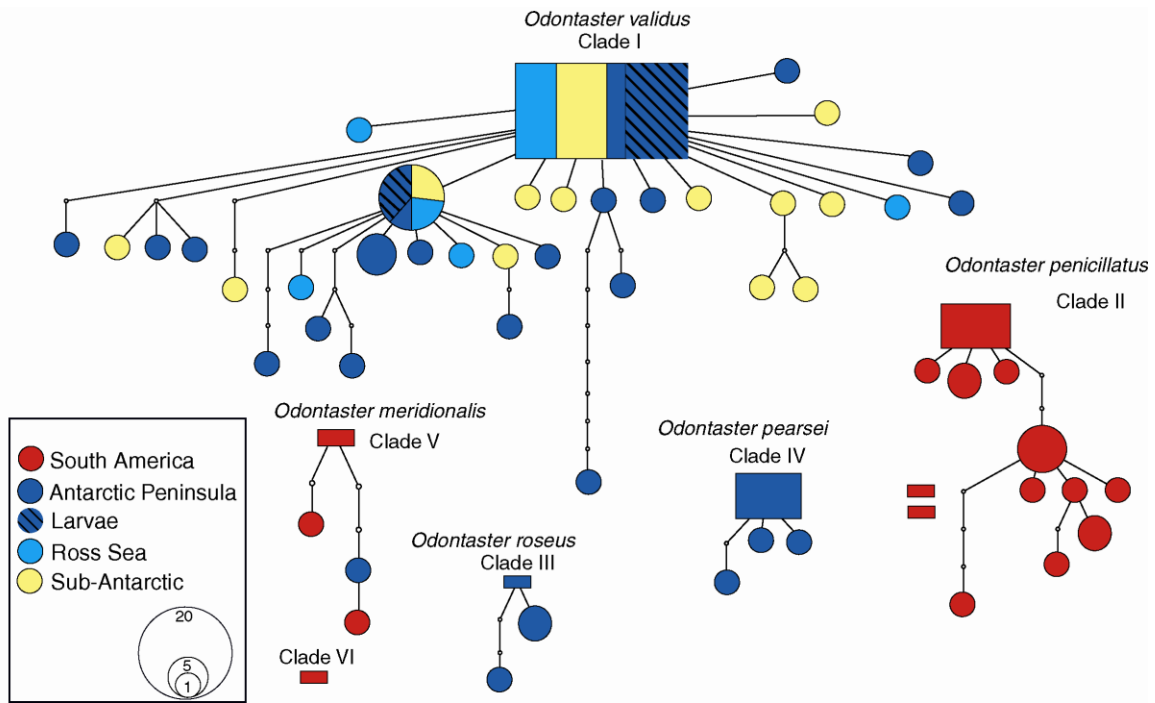 Odontaster validus
Clade I
Odontaster penicillatus
Clade II
Odontaster meridionalis
Clade V
Odontaster pearsei
Clade IV
Odontaster roseus
Clade III
Clade VI
South America
Antarctic Peninsula
Larvae
Ross Sea
Sub-Antarctic
20
5
1